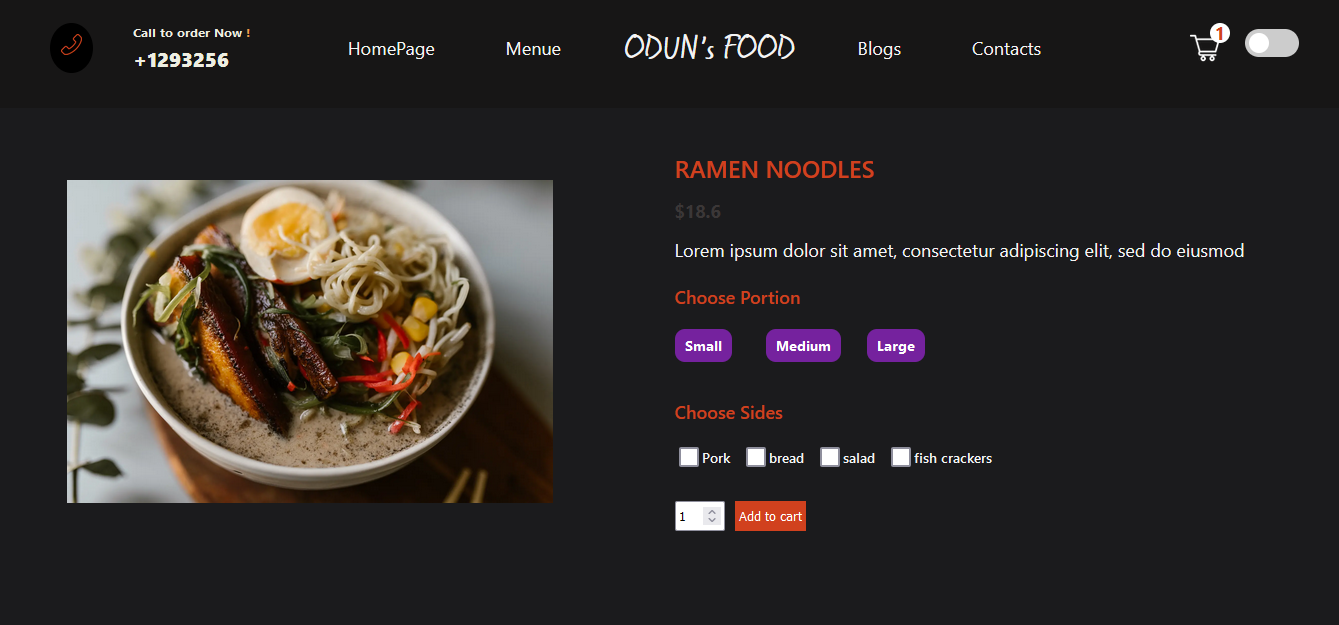 Call to order Now !
+1293256
HomePage
Menue
ODUN's FOOD
Blogs
Contacts
1
RAMEN NOODLES
$18.6
Lorem ipsum dolor sit amet, consectetur adipiscing elit, sed do eiusmod
Choose Portion
Small Medium Large
Choose Sides
Pork bread salad fish crackers
1 Add to cart